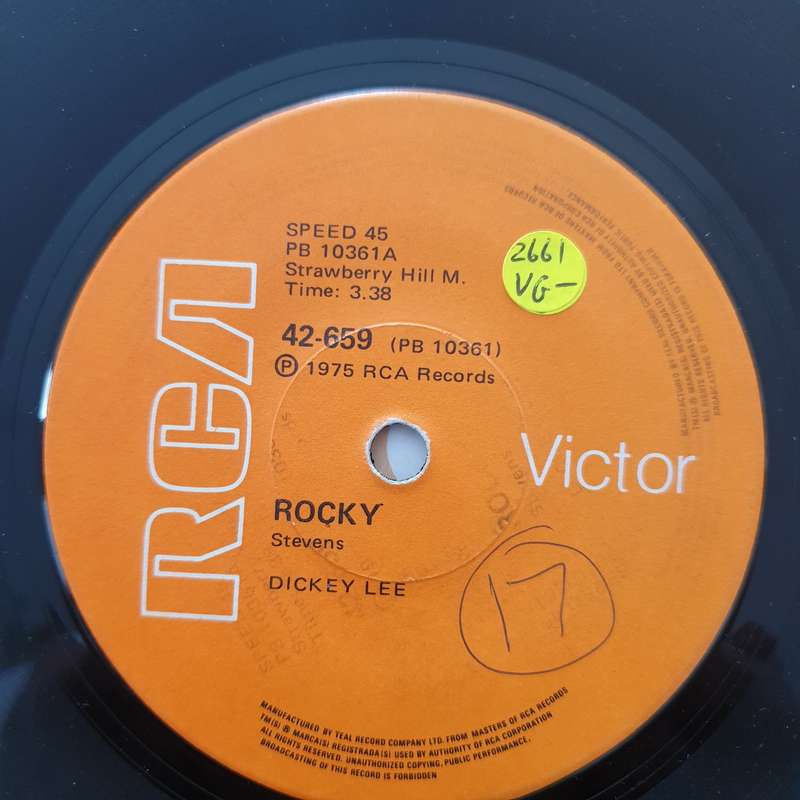 SPEED 45
PB 10361A
Strawberry Hill M.
Time: 3.38
42-659 (PB 10361)
Ⓟ 1975 RCA Records
2661
VG-
RCA
Victor
ROCKY
Stevens
DICKEY LEE
17
MANUFACTURED BY TEAL RECORD COMPANY LTD. FROM MASTERS OF RCA RECORDS
TM(S) ® MARCA(S) REGISTRADA(S) USED BY AUTHORITY OF RCA CORPORATION
ALL RIGHTS RESERVED. UNAUTHORIZED COPYING, PUBLIC PERFORMANCE,
BROADCASTING OF THIS RECORD IS FORBIDDEN